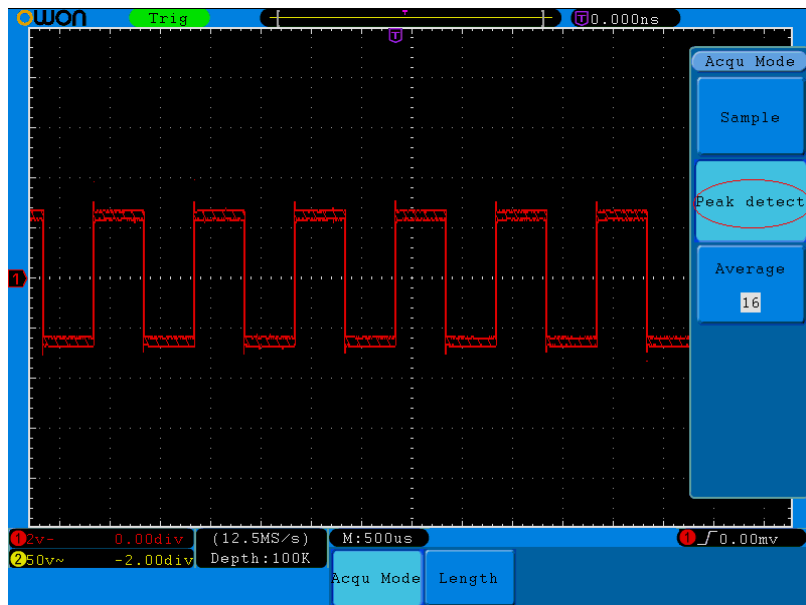 OWON Trig T 0.000ns
T
Acqu Mode
Sample
Peak detect
Average
16
1
1 2v- 0.00div (12.5MS/s) M:500us 1 0.00mv
2 50v~ -2.00div Depth:100K
Acqu Mode Length